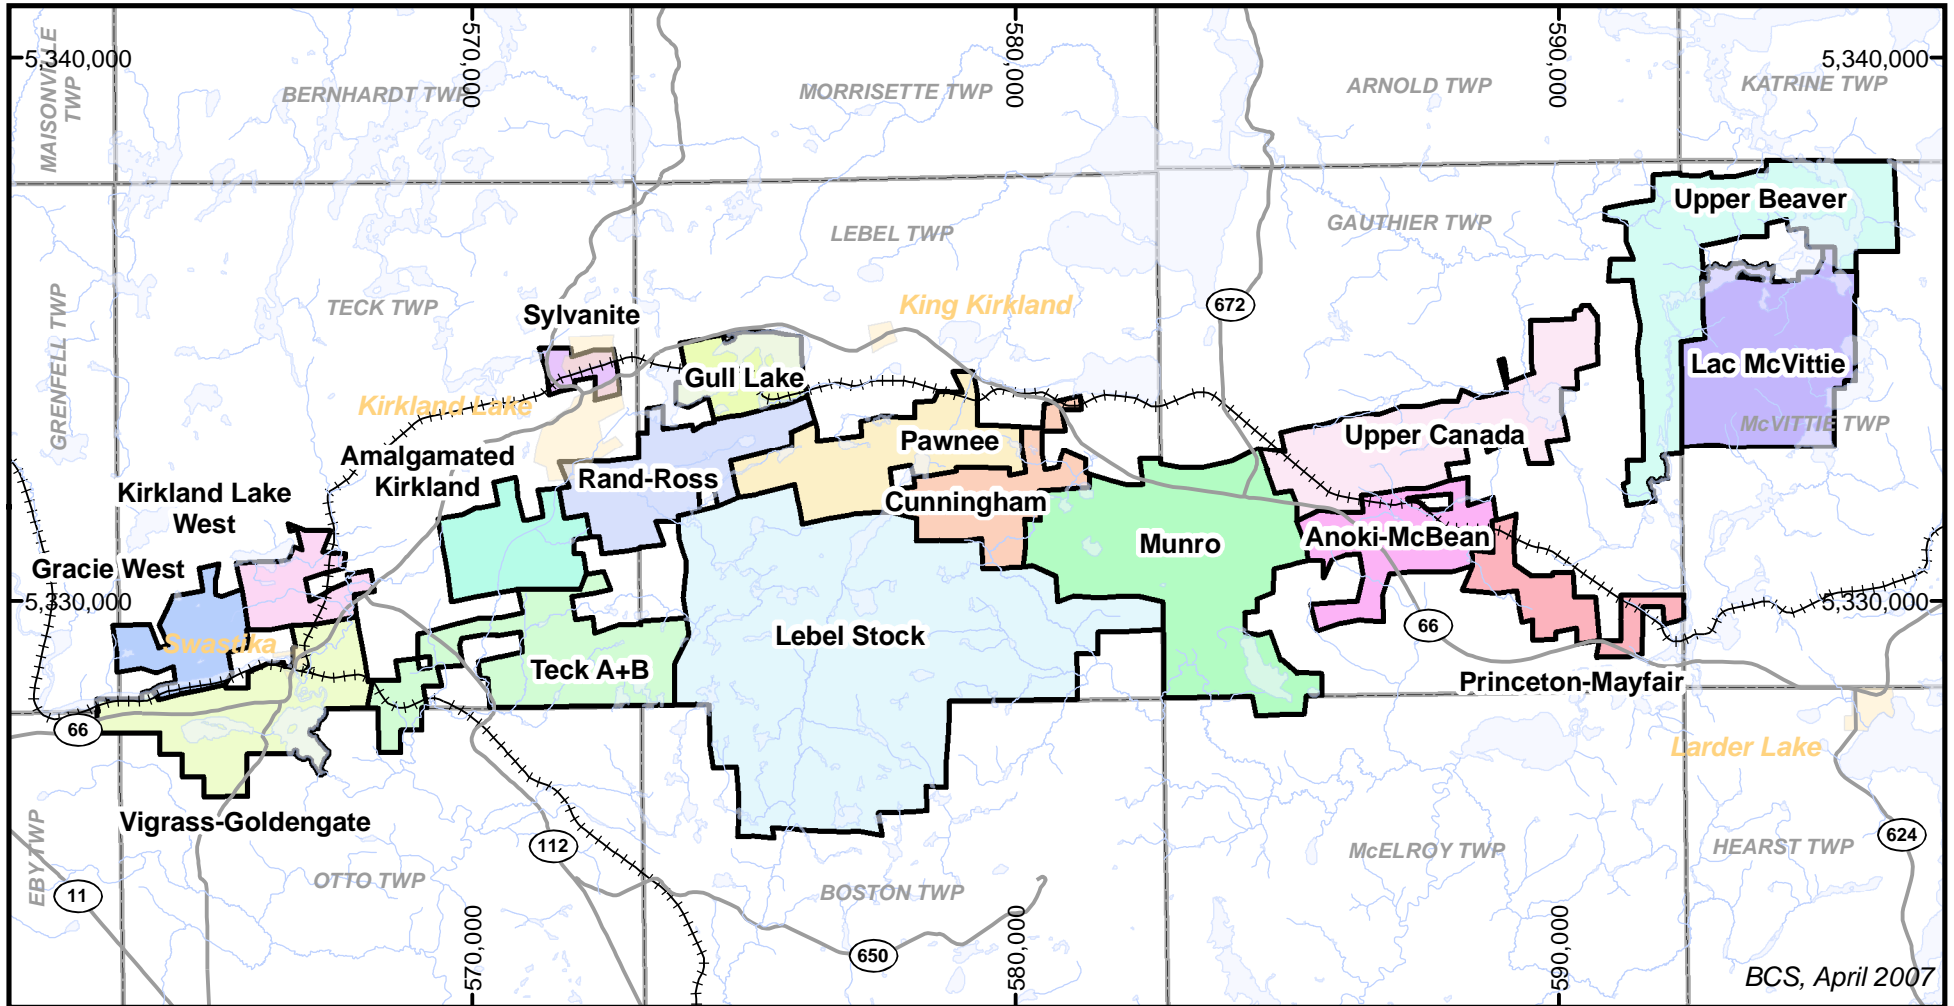 570,000
580,000
590,000
5,340,000
5,340,000
MAISONVILLE
TWP
BERNHARDT TWP
MORRISETTE TWP
ARNOLD TWP
KATRINE TWP
Upper Beaver
LEBEL TWP
GAUTHIER TWP
GRENFELL TWP
TECK TWP
Sylvanite
King Kirkland
672
Gull Lake
Lac McVittie
Kirkland Lake
McVITTIE TWP
Pawnee
Upper Canada
Amalgamated
Kirkland
Rand-Ross
Kirkland Lake
West
Cunningham
Munro
Anoki-McBean
Gracie West
5,330,000
5,330,000
Swastika
Lebel Stock
66
Teck A+B
Princeton-Mayfair
66
Larder Lake
Vigrass-Goldengate
112
624
EBY TWP
McELROY TWP
HEARST TWP
11
OTTO TWP
BOSTON TWP
650
570,000
580,000
590,000
BCS, April 2007